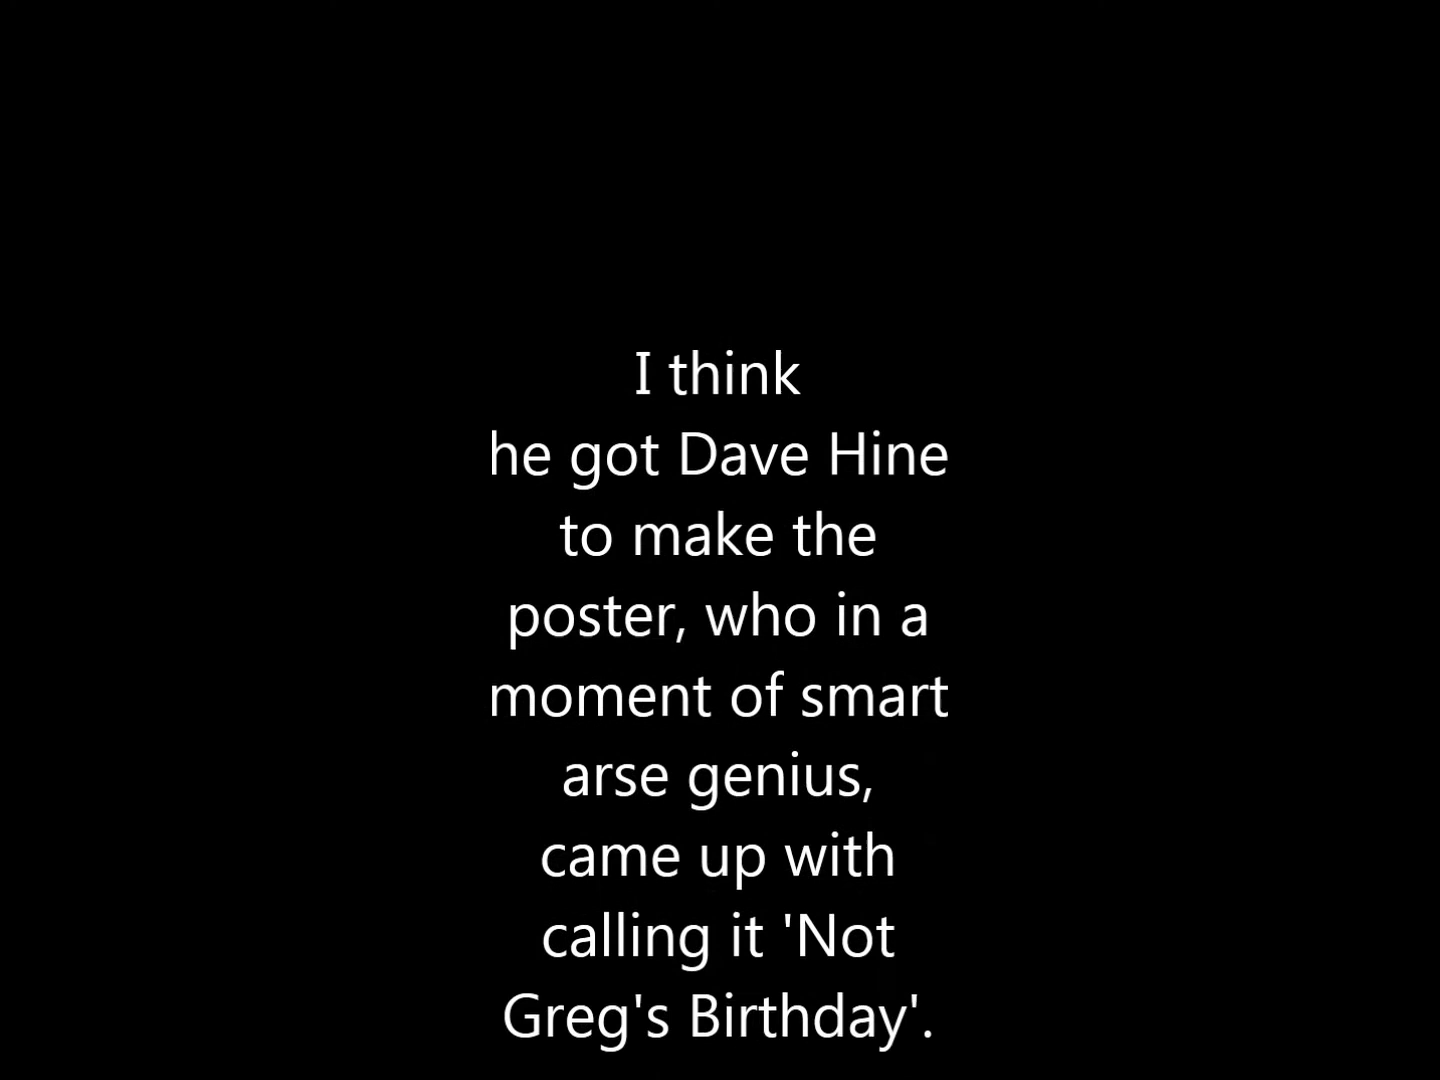 I think
he got Dave Hine
to make the
poster, who in a
moment of smart
arse genius,
came up with
calling it 'Not
Greg's Birthday'.